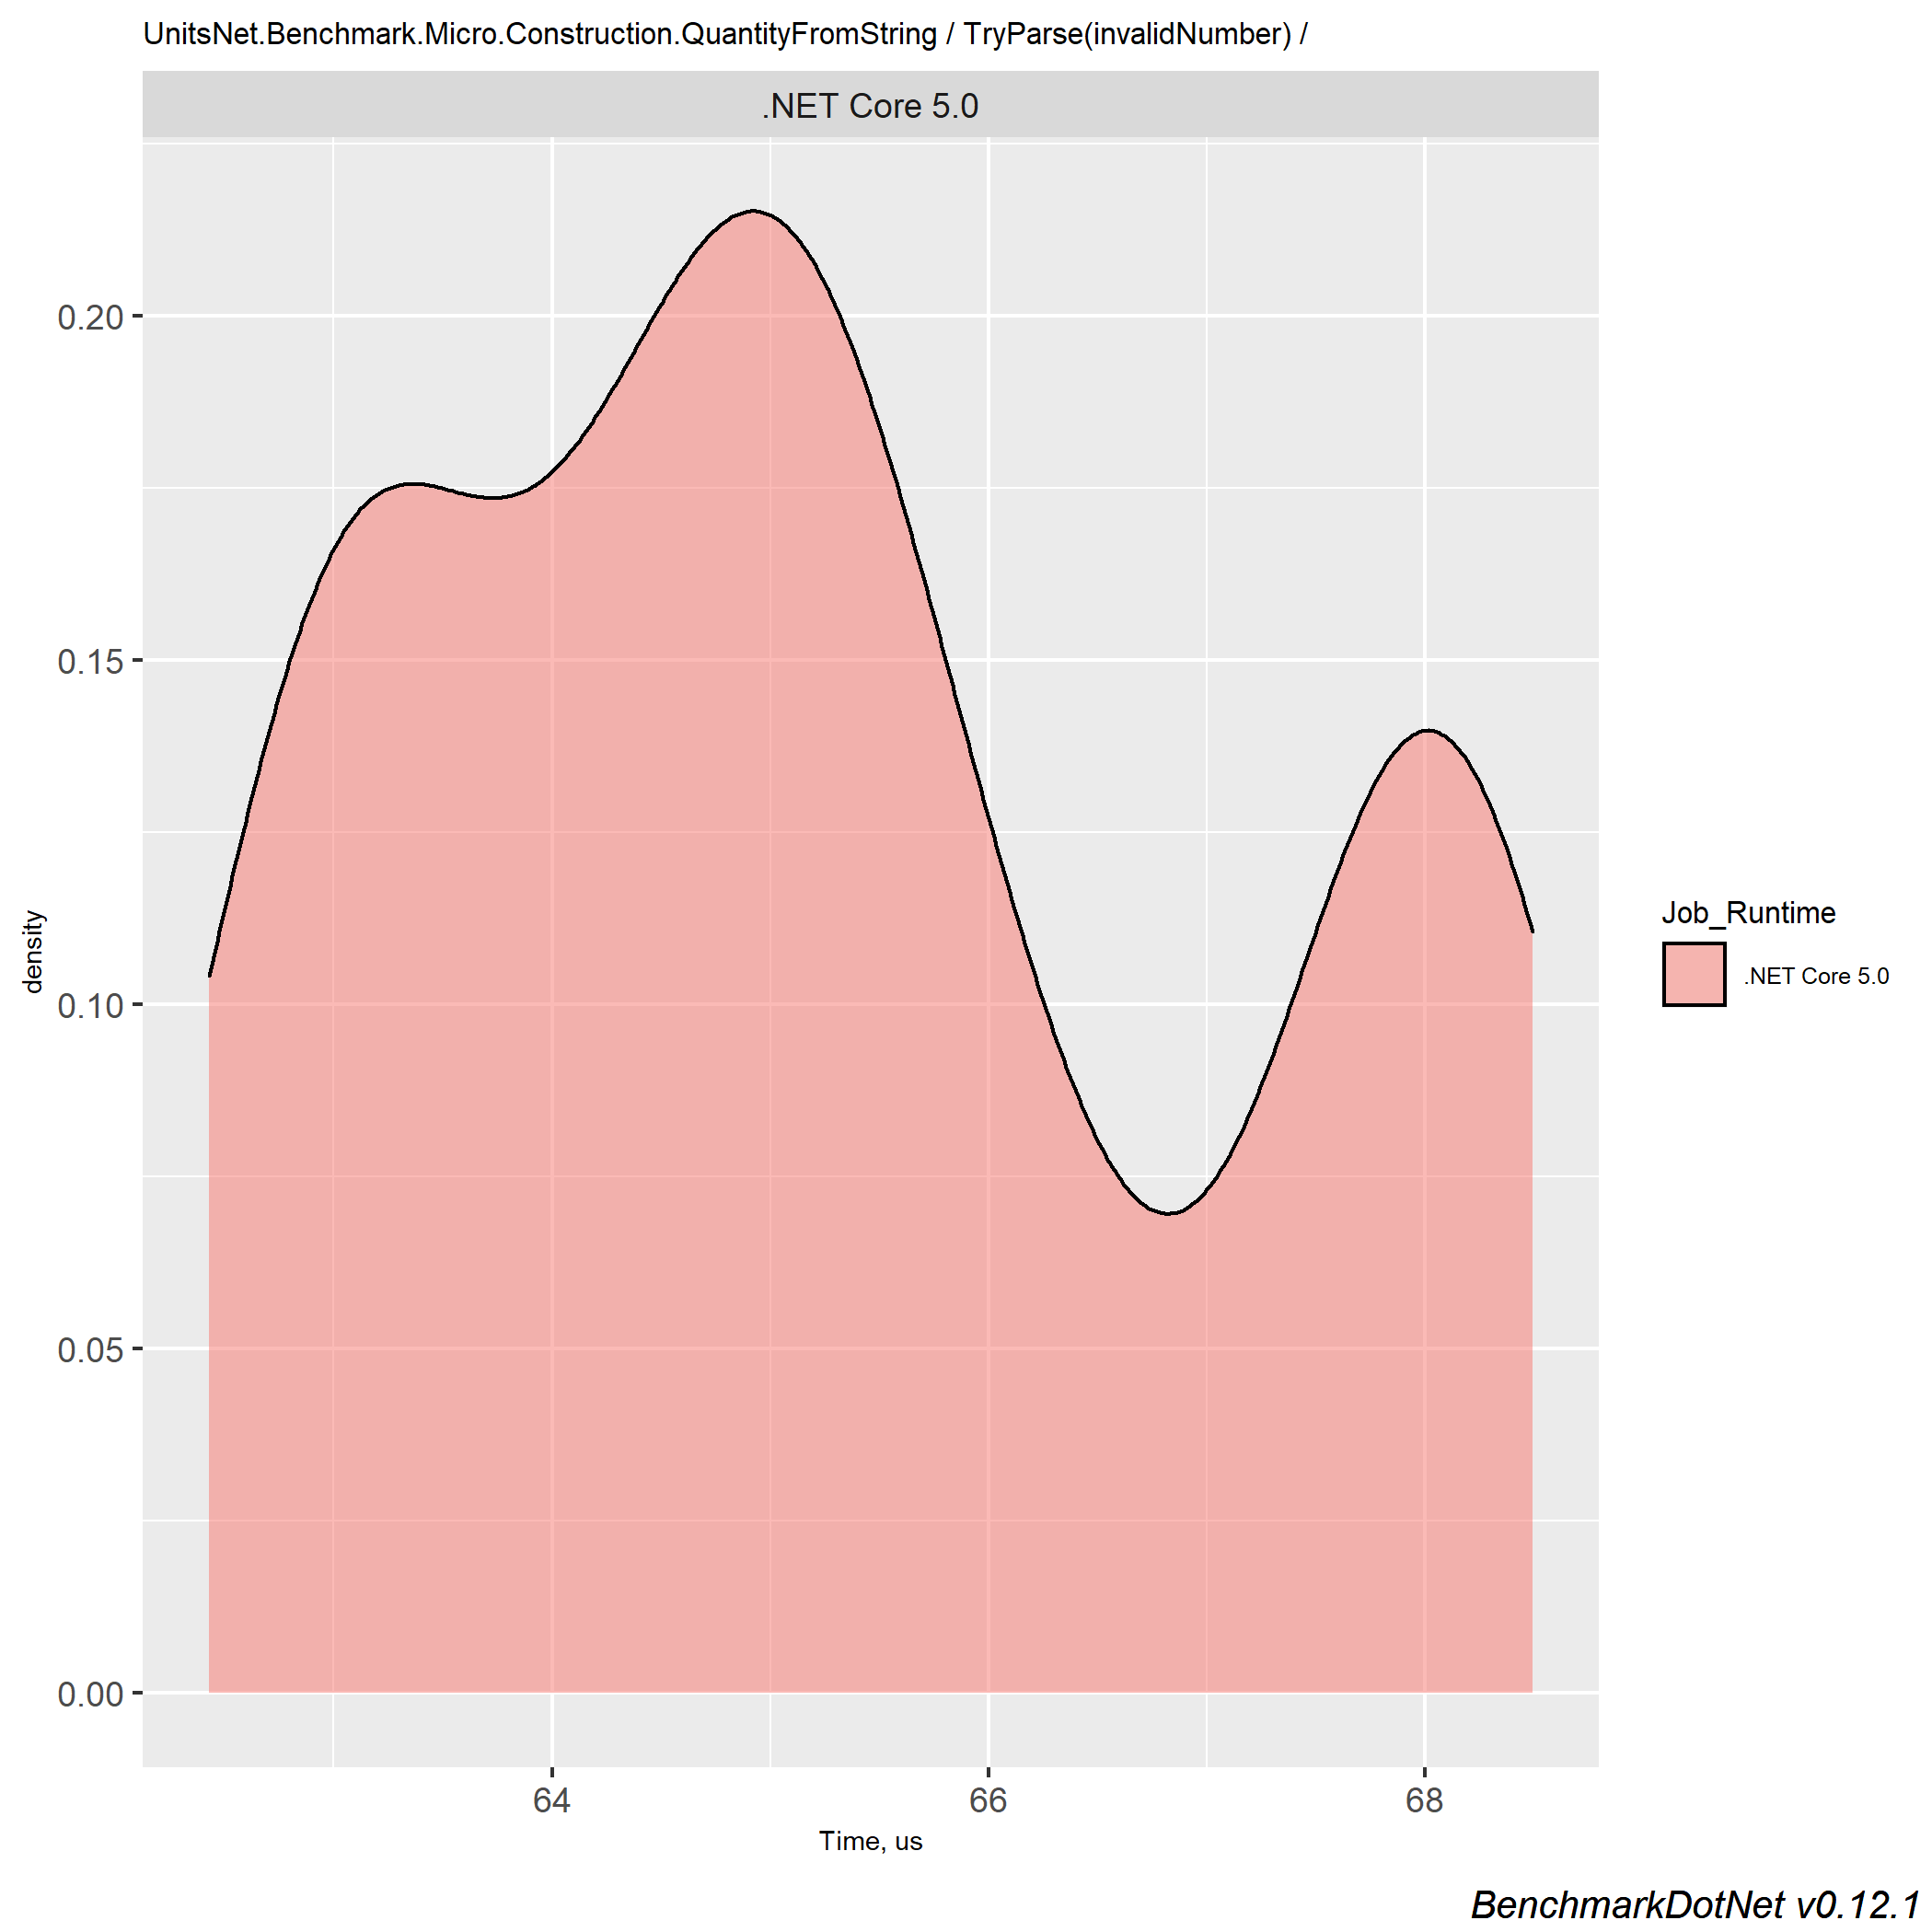 UnitsNet.Benchmark.Micro.Construction.QuantityFromString / TryParse(invalidNumber) /
.NET Core 5.0
0.20
0.15
0.10
0.05
0.00
density
64
66
68
Time, us
Job_Runtime
.NET Core 5.0
BenchmarkDotNet v0.12.1